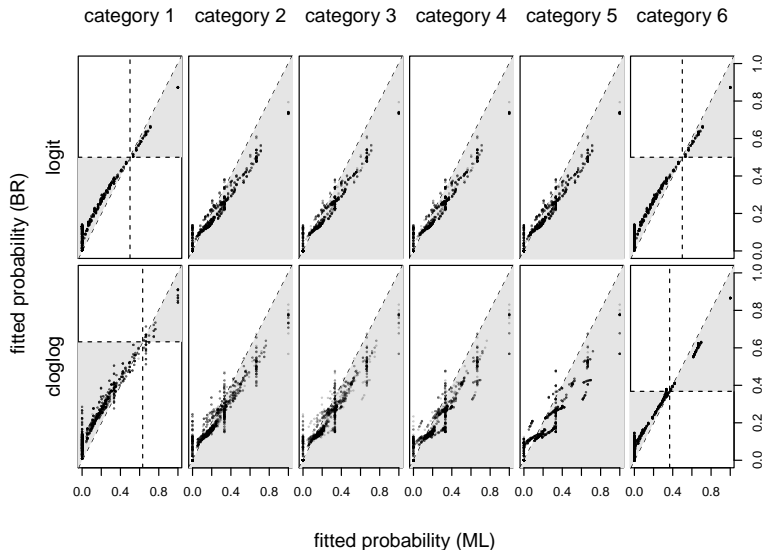 category 1 category 2 category 3 category 4 category 5 category 6
fitted probability (BR)
logit
0.0 0.2 0.4 0.6 0.8 1.0
cloglog
0.0 0.2 0.4 0.6 0.8 1.0
0.0 0.4 0.8 0.0 0.4 0.8 0.0 0.4 0.8 0.0 0.4 0.8 0.0 0.4 0.8 0.0 0.4 0.8
fitted probability (ML)